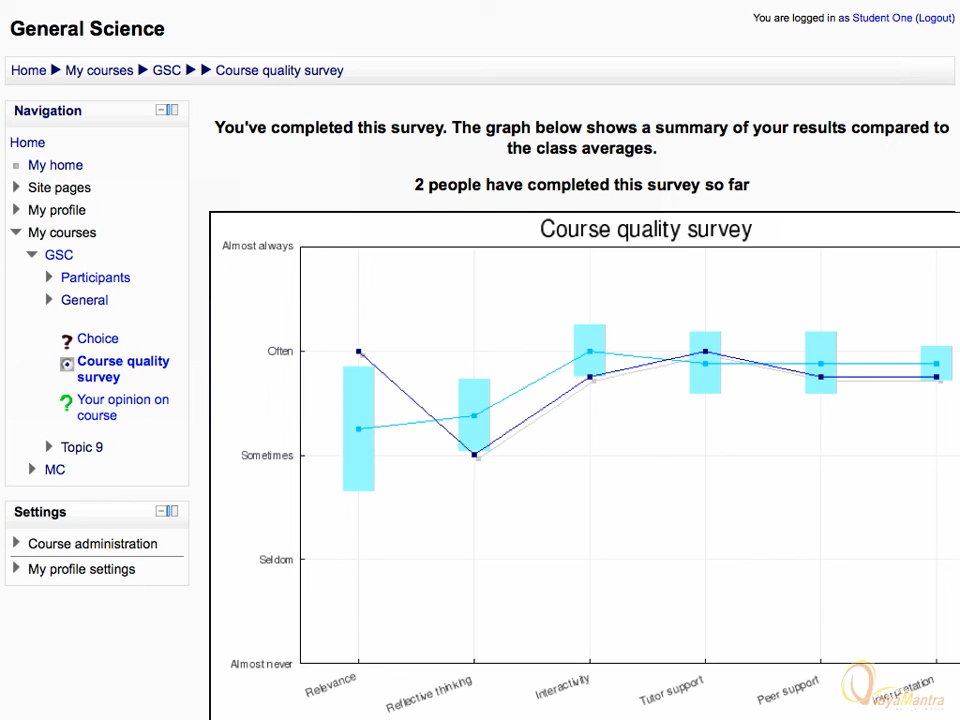 General Science
You are logged in as Student One (Logout)
Home My courses GSC Course quality survey
Navigation
Home
My home
Site pages
My profile
My courses
GSC
Participants
General
Choice
Course quality
survey
Your opinion on
course
Topic 9
MC
Settings
Course administration
My profile settings
You've completed this survey. The graph below shows a summary of your results compared to
the class averages.
2 people have completed this survey so far
Course quality survey
Almost always
Often
Sometimes
Seldom
Almost never
Relevance
Reflective thinking
Interactivity
Tutor support
Peer support